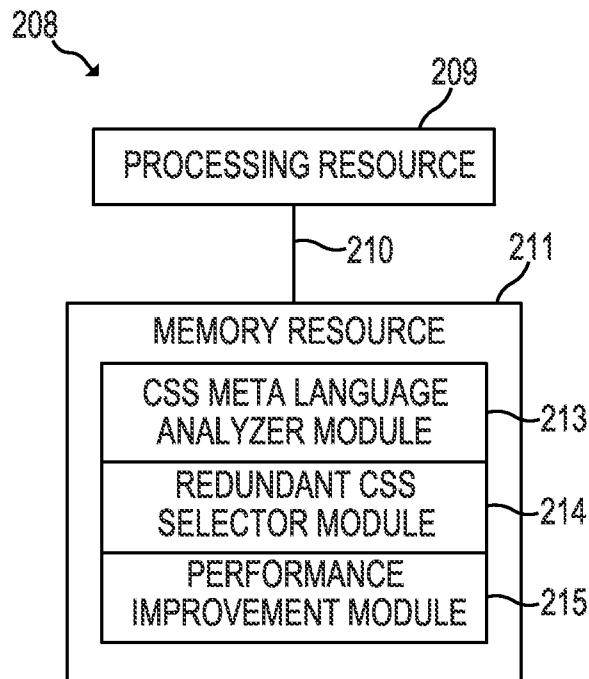 208
209
PROCESSING RESOURCE
210
211
MEMORY RESOURCE
CSS META LANGUAGE
ANALYZER MODULE
213
REDUNDANT CSS
SELECTOR MODULE
214
PERFORMANCE
IMPROVEMENT MODULE
215